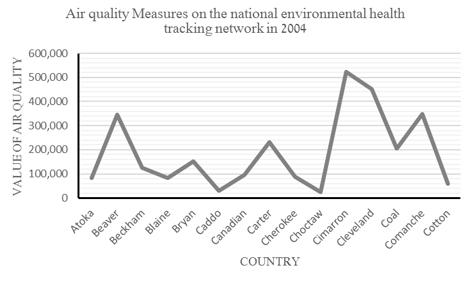 Air quality Measures on the national environmental health
tracking network in 2004
VALUE OF AIR QUALITY
600,000
500,000
400,000
300,000
200,000
100,000
0
Atoka
Beaver
Beckham
Blaine
Bryan
Caddo
Canadian
Carter
Cherokee
Choctaw
Cimarron
Cleveland
Coal
Comanche
Cotton
COUNTRY